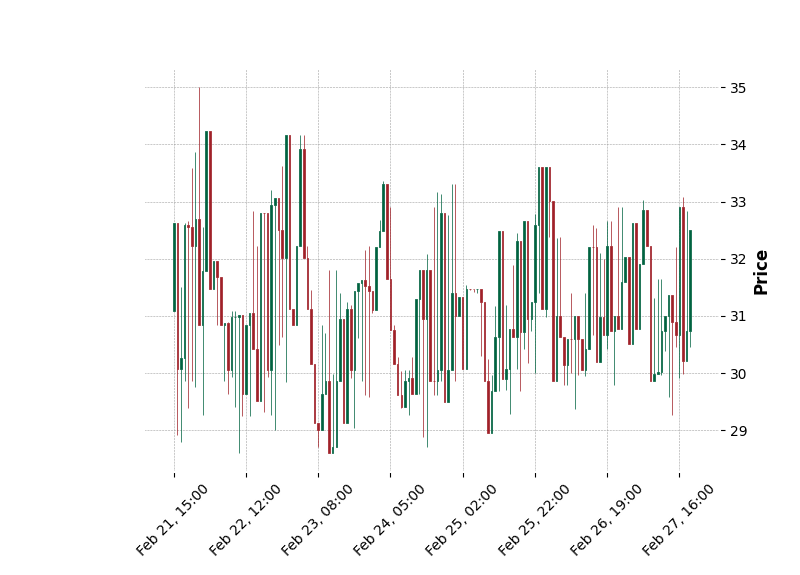 35
34
33
32
31
30
29
Price
Feb 21, 15:00
Feb 22, 12:00
Feb 23, 08:00
Feb 24, 05:00
Feb 25, 02:00
Feb 25, 22:00
Feb 26, 19:00
Feb 27, 16:00